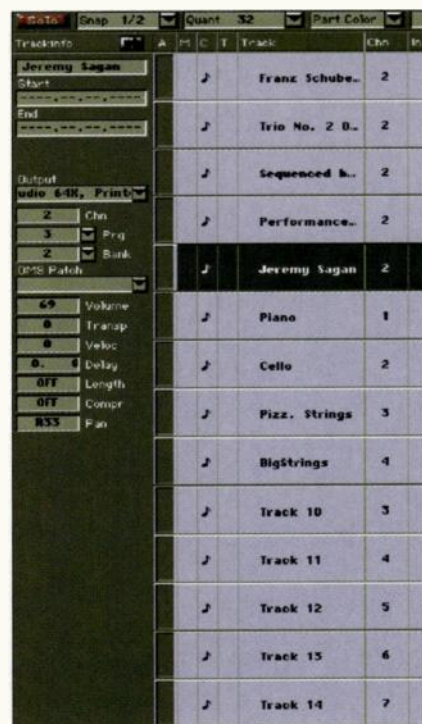 Solo Snap 1/2 Quant 32 Part Color
TrackInfo A M C T Track Chn In
Jeremy Sagan
Start
----.--.--.----
End
----.--.--.----
Output
udio 64X, Print
2 Chn
3 Prg
2 Bank
OMS Patch
69 Volume
0 Transp
0 Veloc
0. 6 Delay
OFF Length
OFF Compr
R33 Pan
Franz Schube.. 2
Trio No. 2 B.. 2
Sequenced b.. 2
Performance.. 2
Jeremy Sagan 2
Piano 1
Cello 2
Pizz. Strings 3
BigStrings 4
Track 10 3
Track 11 4
Track 12 5
Track 13 6
Track 14 7